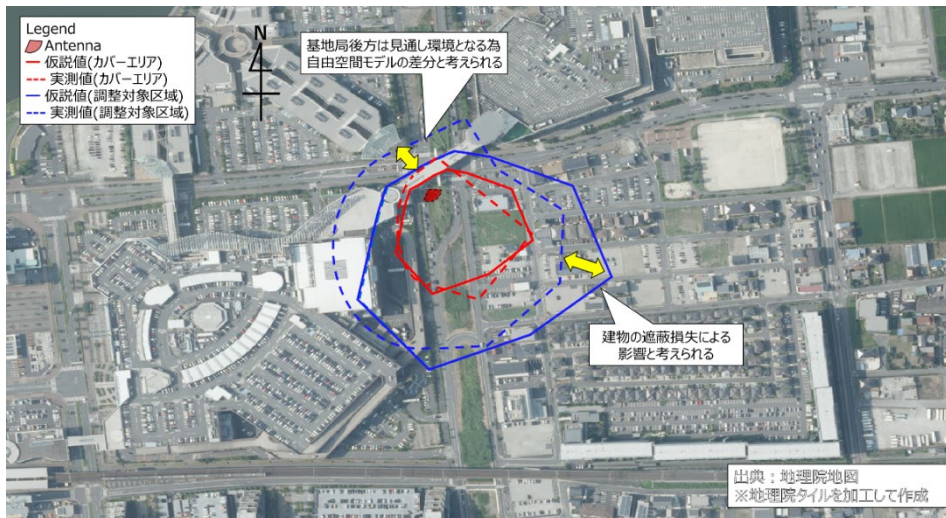 Legend
Antenna
仮説値(カバーエリア)
実測値(カバーエリア)
仮説値(調整対象区域)
実測値(調整対象区域)
N
基地局後方は見通し環境となる為
自由空間モデルの差分と考えられる
建物の遮蔽損失による
影響と考えられる
出典：地理院地図
※地理院タイルを加工して作成